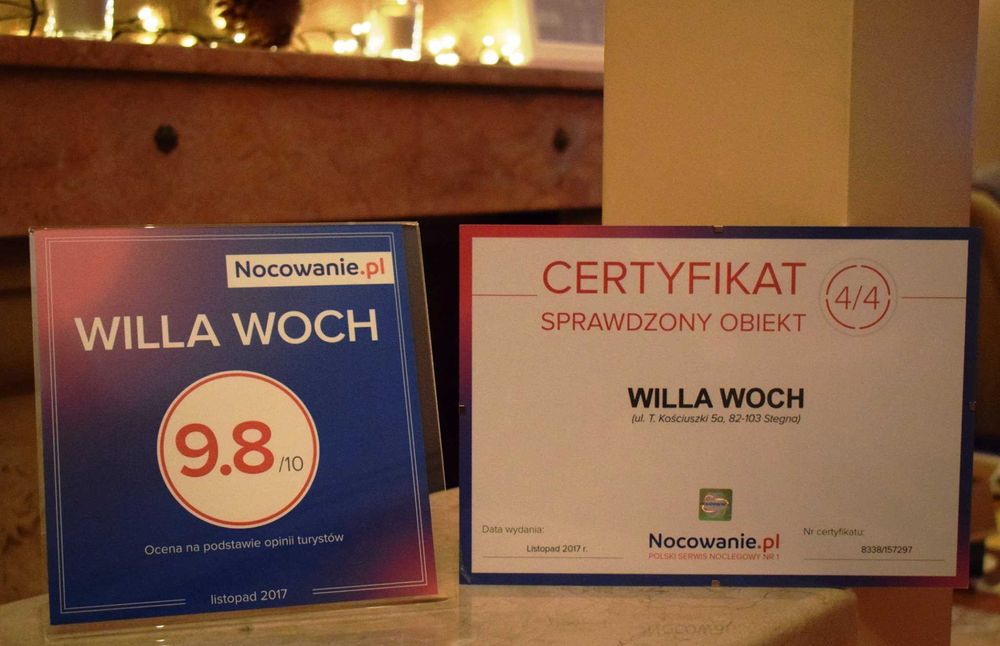 Nocowanie.pl
WILLA WOCH
9.8 /10
Ocena na podstawie opinii turystów
listopad 2017
CERTYFIKAT
SPRAWDZONY OBIEKT
4/4
WILLA WOCH
(ul. T. Kościuszki 5a, 82-103 Stegna)
Data wydania:
Listopad 2017 r.
Nocowanie.pl
POLSKI SERWIS NOCLEGOWY NR 1
Nr certyfikatu:
8338/157297